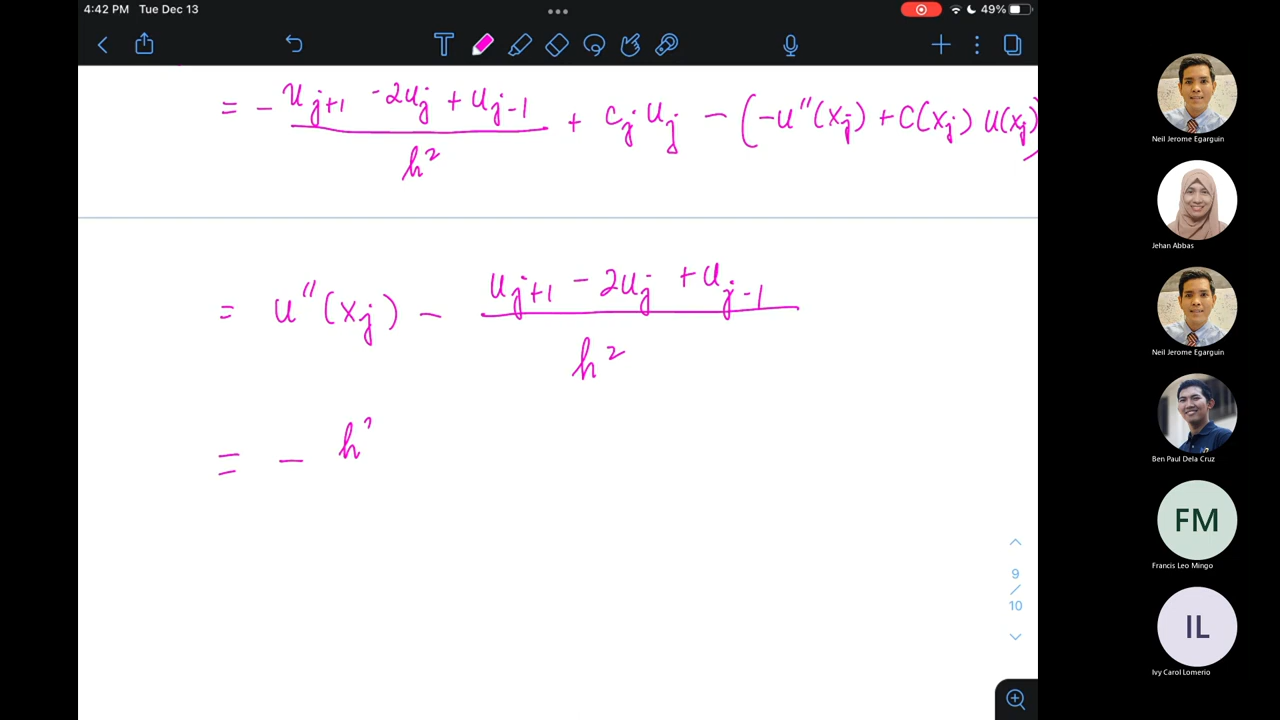 4:42 PM Tue Dec 13 49%
= - (u_{j+1} - 2u_j + u_{j-1}) / h² + c_j u_j - (-u''(x_j) + c(x_j) u(x_j)
Neil Jerome Egarguin
Jehan Abbas
= u''(x_j) - (u_{j+1} - 2u_j + u_{j-1}) / h²
Neil Jerome Egarguin
= - h²
Ben Paul Dela Cruz
FM
Francis Leo Mingo
9
/
10
IL
Ivy Carol Lomerio